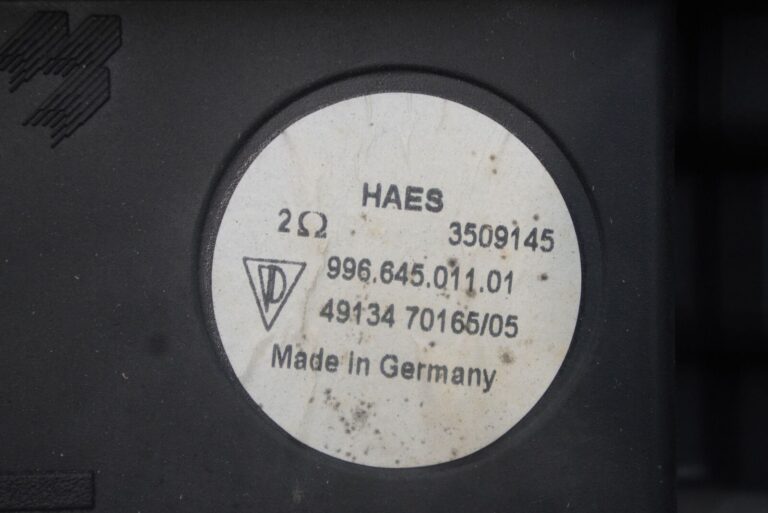 HAES
2Ω 3509145
996.645.011.01
49134 70165/05
Made in Germany